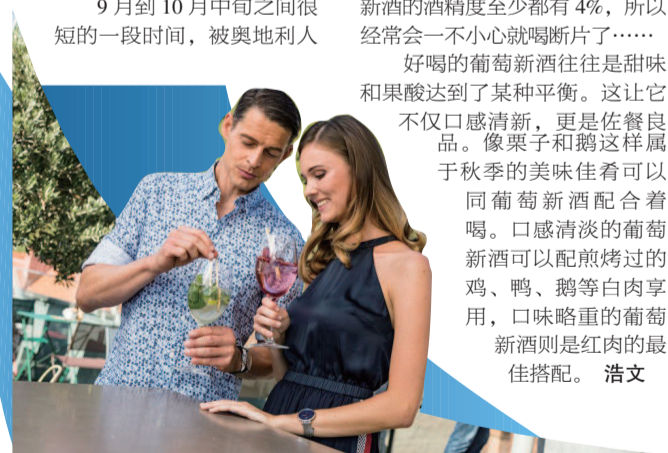 9 月到 10 月中旬之间很
短的一段时间，被奥地利人
新酒的酒精度至少都有 4%，所以
经常会一不小心就喝断片了……
好喝的葡萄新酒往往是甜味
和果酸达到了某种平衡。这让它
不仅口感清新，更是佐餐良
品。像栗子和鹅这样属
于秋季的美味佳肴可以
同葡萄新酒配合着
喝。口感清淡的葡萄
新酒可以配煎烤过的
鸡、鸭、鹅等白肉享
用，口味略重的葡萄
新酒则是红肉的最
佳搭配。 浩文